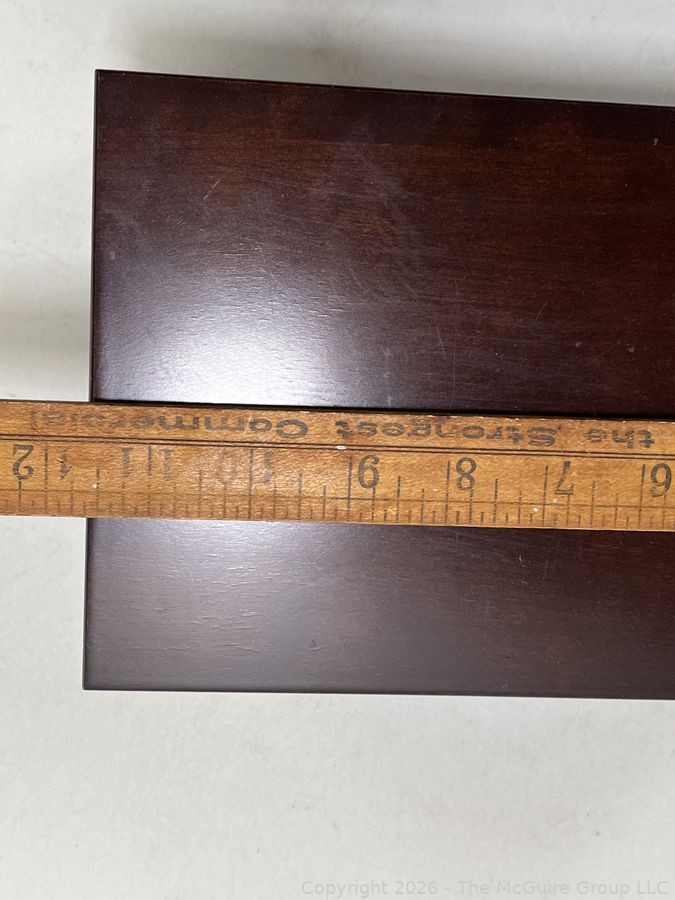 the Strongest Commercial
12 11 10 9 8 7 6
Copyright 2026 - The McGuire Group LLC